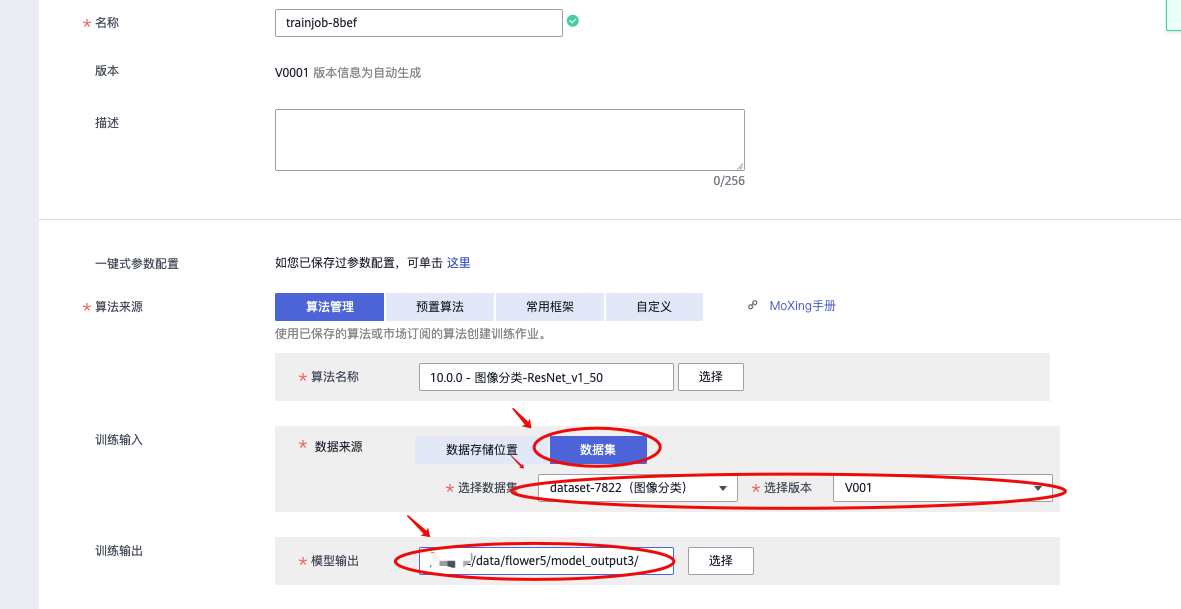 * 名称 trainjob-8bef
版本 V0001 版本信息为自动生成
描述
0/256
一键式参数配置 如您已保存过参数配置，可单击 这里
* 算法来源 算法管理 预置算法 常用框架 自定义 MoXing手册
使用已保存的算法或市场订阅的算法创建训练作业。
* 算法名称 10.0.0 - 图像分类-ResNet_v1_50 选择
训练输入 * 数据来源 数据存储位置 数据集
* 选择数据集 dataset-7822（图像分类） * 选择版本 V001
训练输出 * 模型输出 /data/flower5/model_output3/ 选择